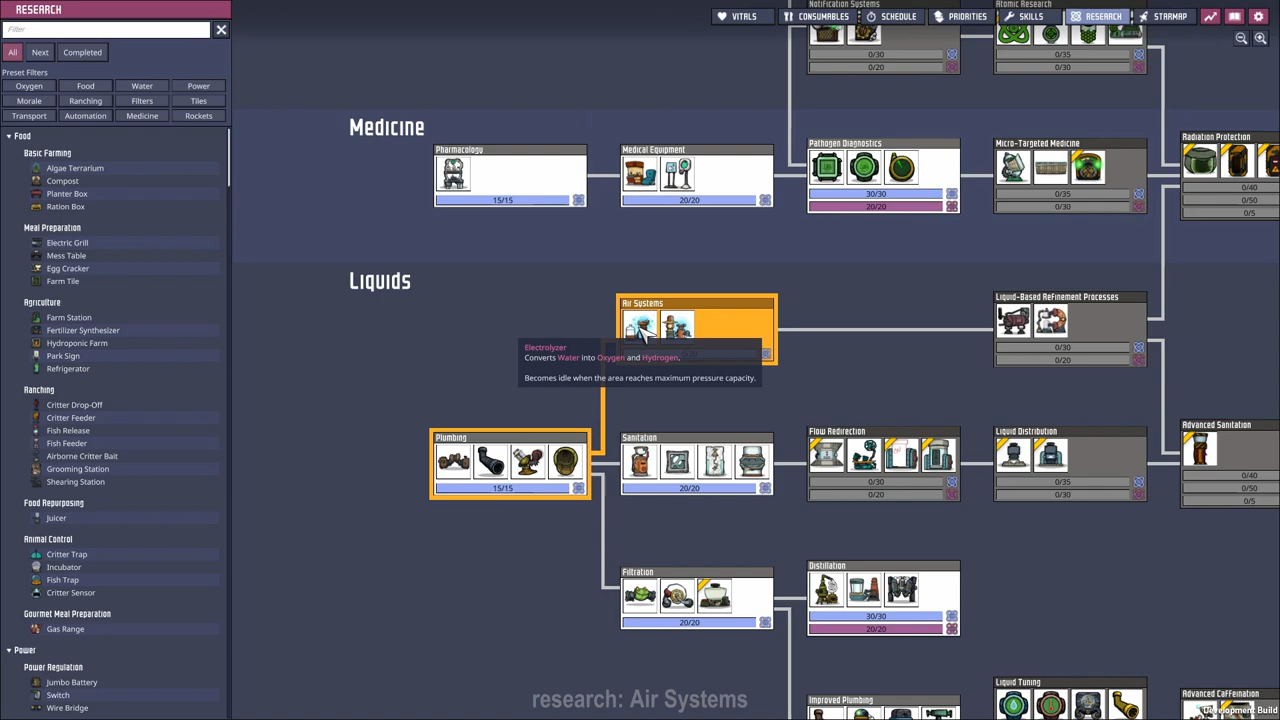 RESEARCH
Filter
All Next Completed
Preset Filters
Oxygen Food Water Power
Morale Ranching Filters Tiles
Transport Automation Medicine Rockets
Food
Basic Farming
Algae Terrarium
Compost
Planter Box
Ration Box
Meal Preparation
Electric Grill
Mess Table
Egg Cracker
Farm Tile
Agriculture
Farm Station
Fertilizer Synthesizer
Hydroponic Farm
Park Sign
Refrigerator
Ranching
Critter Drop-Off
Critter Feeder
Fish Release
Fish Feeder
Airborne Critter Bait
Grooming Station
Shearing Station
Food Repurposing
Juicer
Animal Control
Critter Trap
Incubator
Fish Trap
Critter Sensor
Gourmet Meal Preparation
Gas Range
Power
Power Regulation
Jumbo Battery
Switch
Wire Bridge
VITALS CONSUMABLES SCHEDULE PRIORITIES SKILLS RESEARCH STARMAP
Notification Systems
0/30
0/20
Atomic Research
0/35
0/30
Medicine
Pharmacology
15/15
Medical Equipment
20/20
Pathogen Diagnostics
30/30
20/20
Micro-Targeted Medicine
0/35
0/30
Radiation Protection
0/40
0/50
0/5
Liquids
Air Systems
Electrolyzer
Converts Water into Oxygen and Hydrogen.
Becomes idle when the area reaches maximum pressure capacity.
Liquid-Based Refinement Processes
0/30
0/20
Plumbing
15/15
Sanitation
20/20
Flow Redirection
0/30
0/20
Liquid Distribution
0/35
0/30
Advanced Sanitation
0/40
0/50
0/5
Filtration
20/20
Distillation
30/30
20/20
Improved Plumbing
Liquid Tuning
Advanced Caffeination
Development Build
research: Air Systems